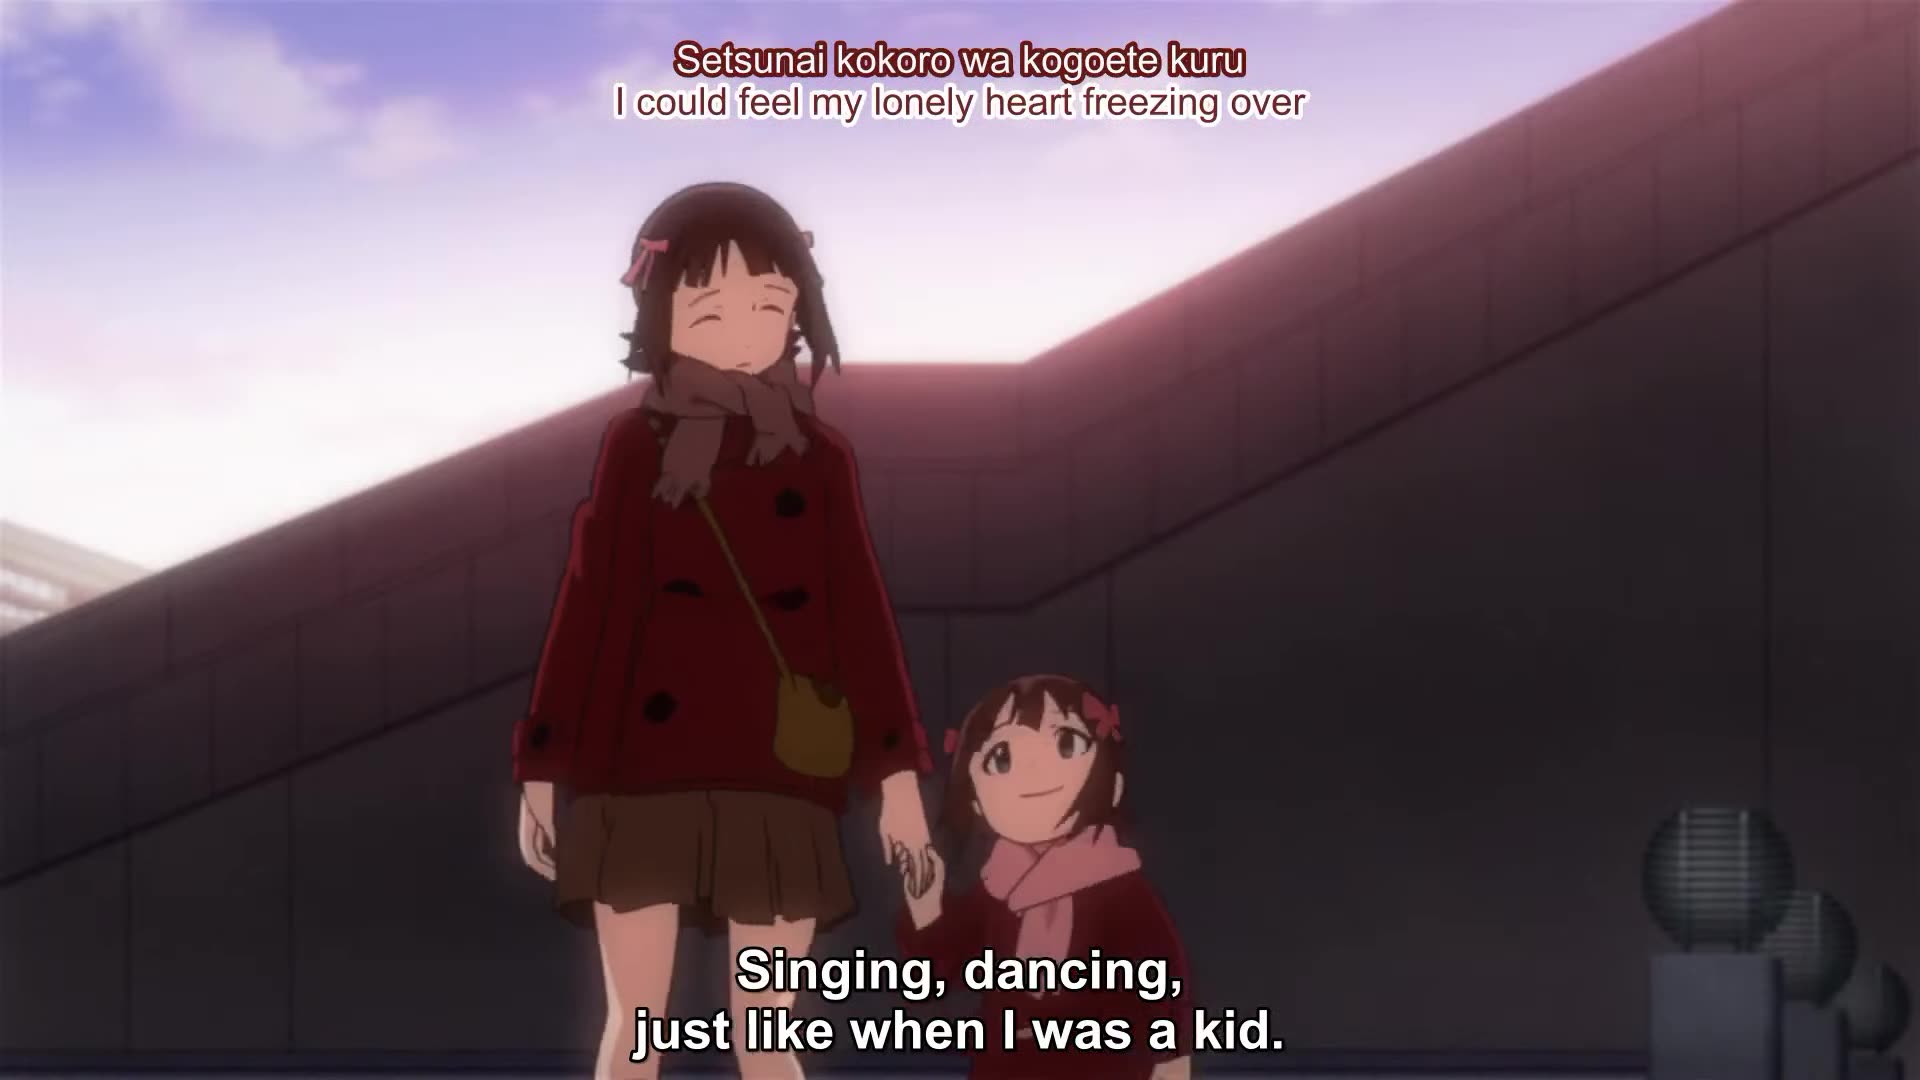 Setsunai kokoro wa kogoete kuru
I could feel my lonely heart freezing over
Singing, dancing,
just like when I was a kid.